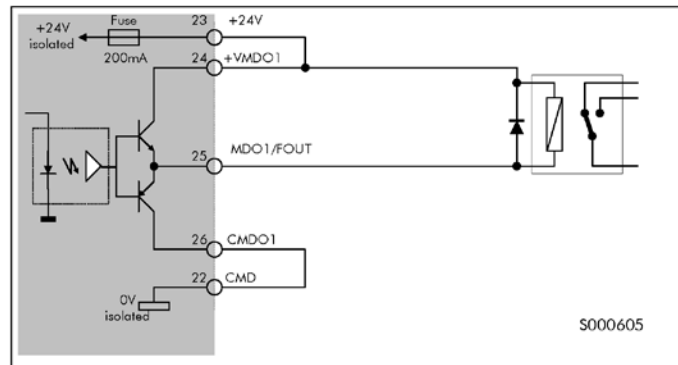 +24V
isolated
Fuse
200mA
23
+24V
24
+VMDO1
25
MDO1/FOUT
26
CMDO1
22
CMD
0V
isolated
S000605